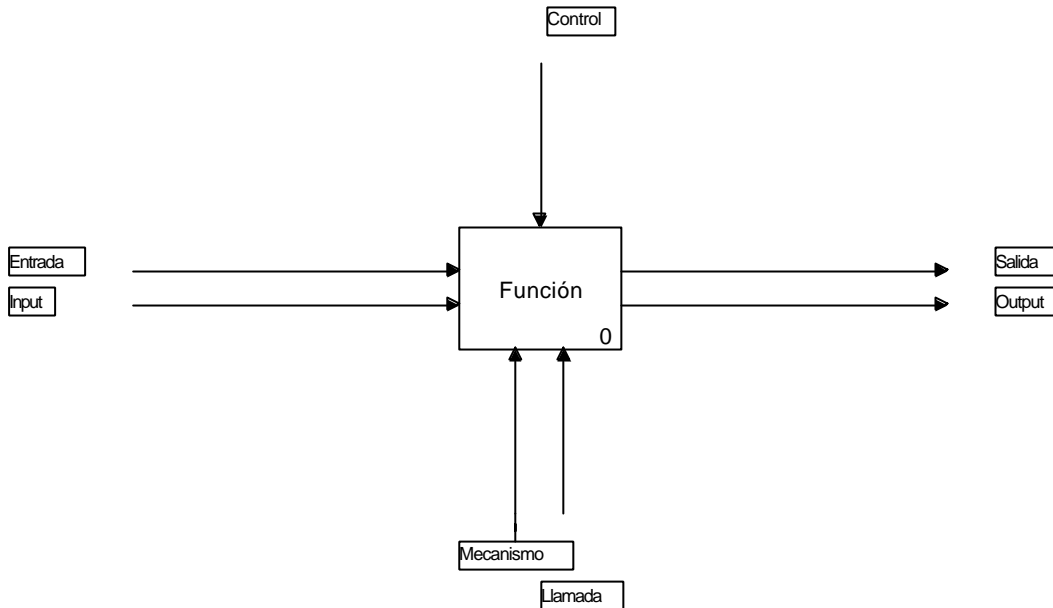 Control
Entrada
Input
Función
0
Salida
Output
Mecanismo
Llamada